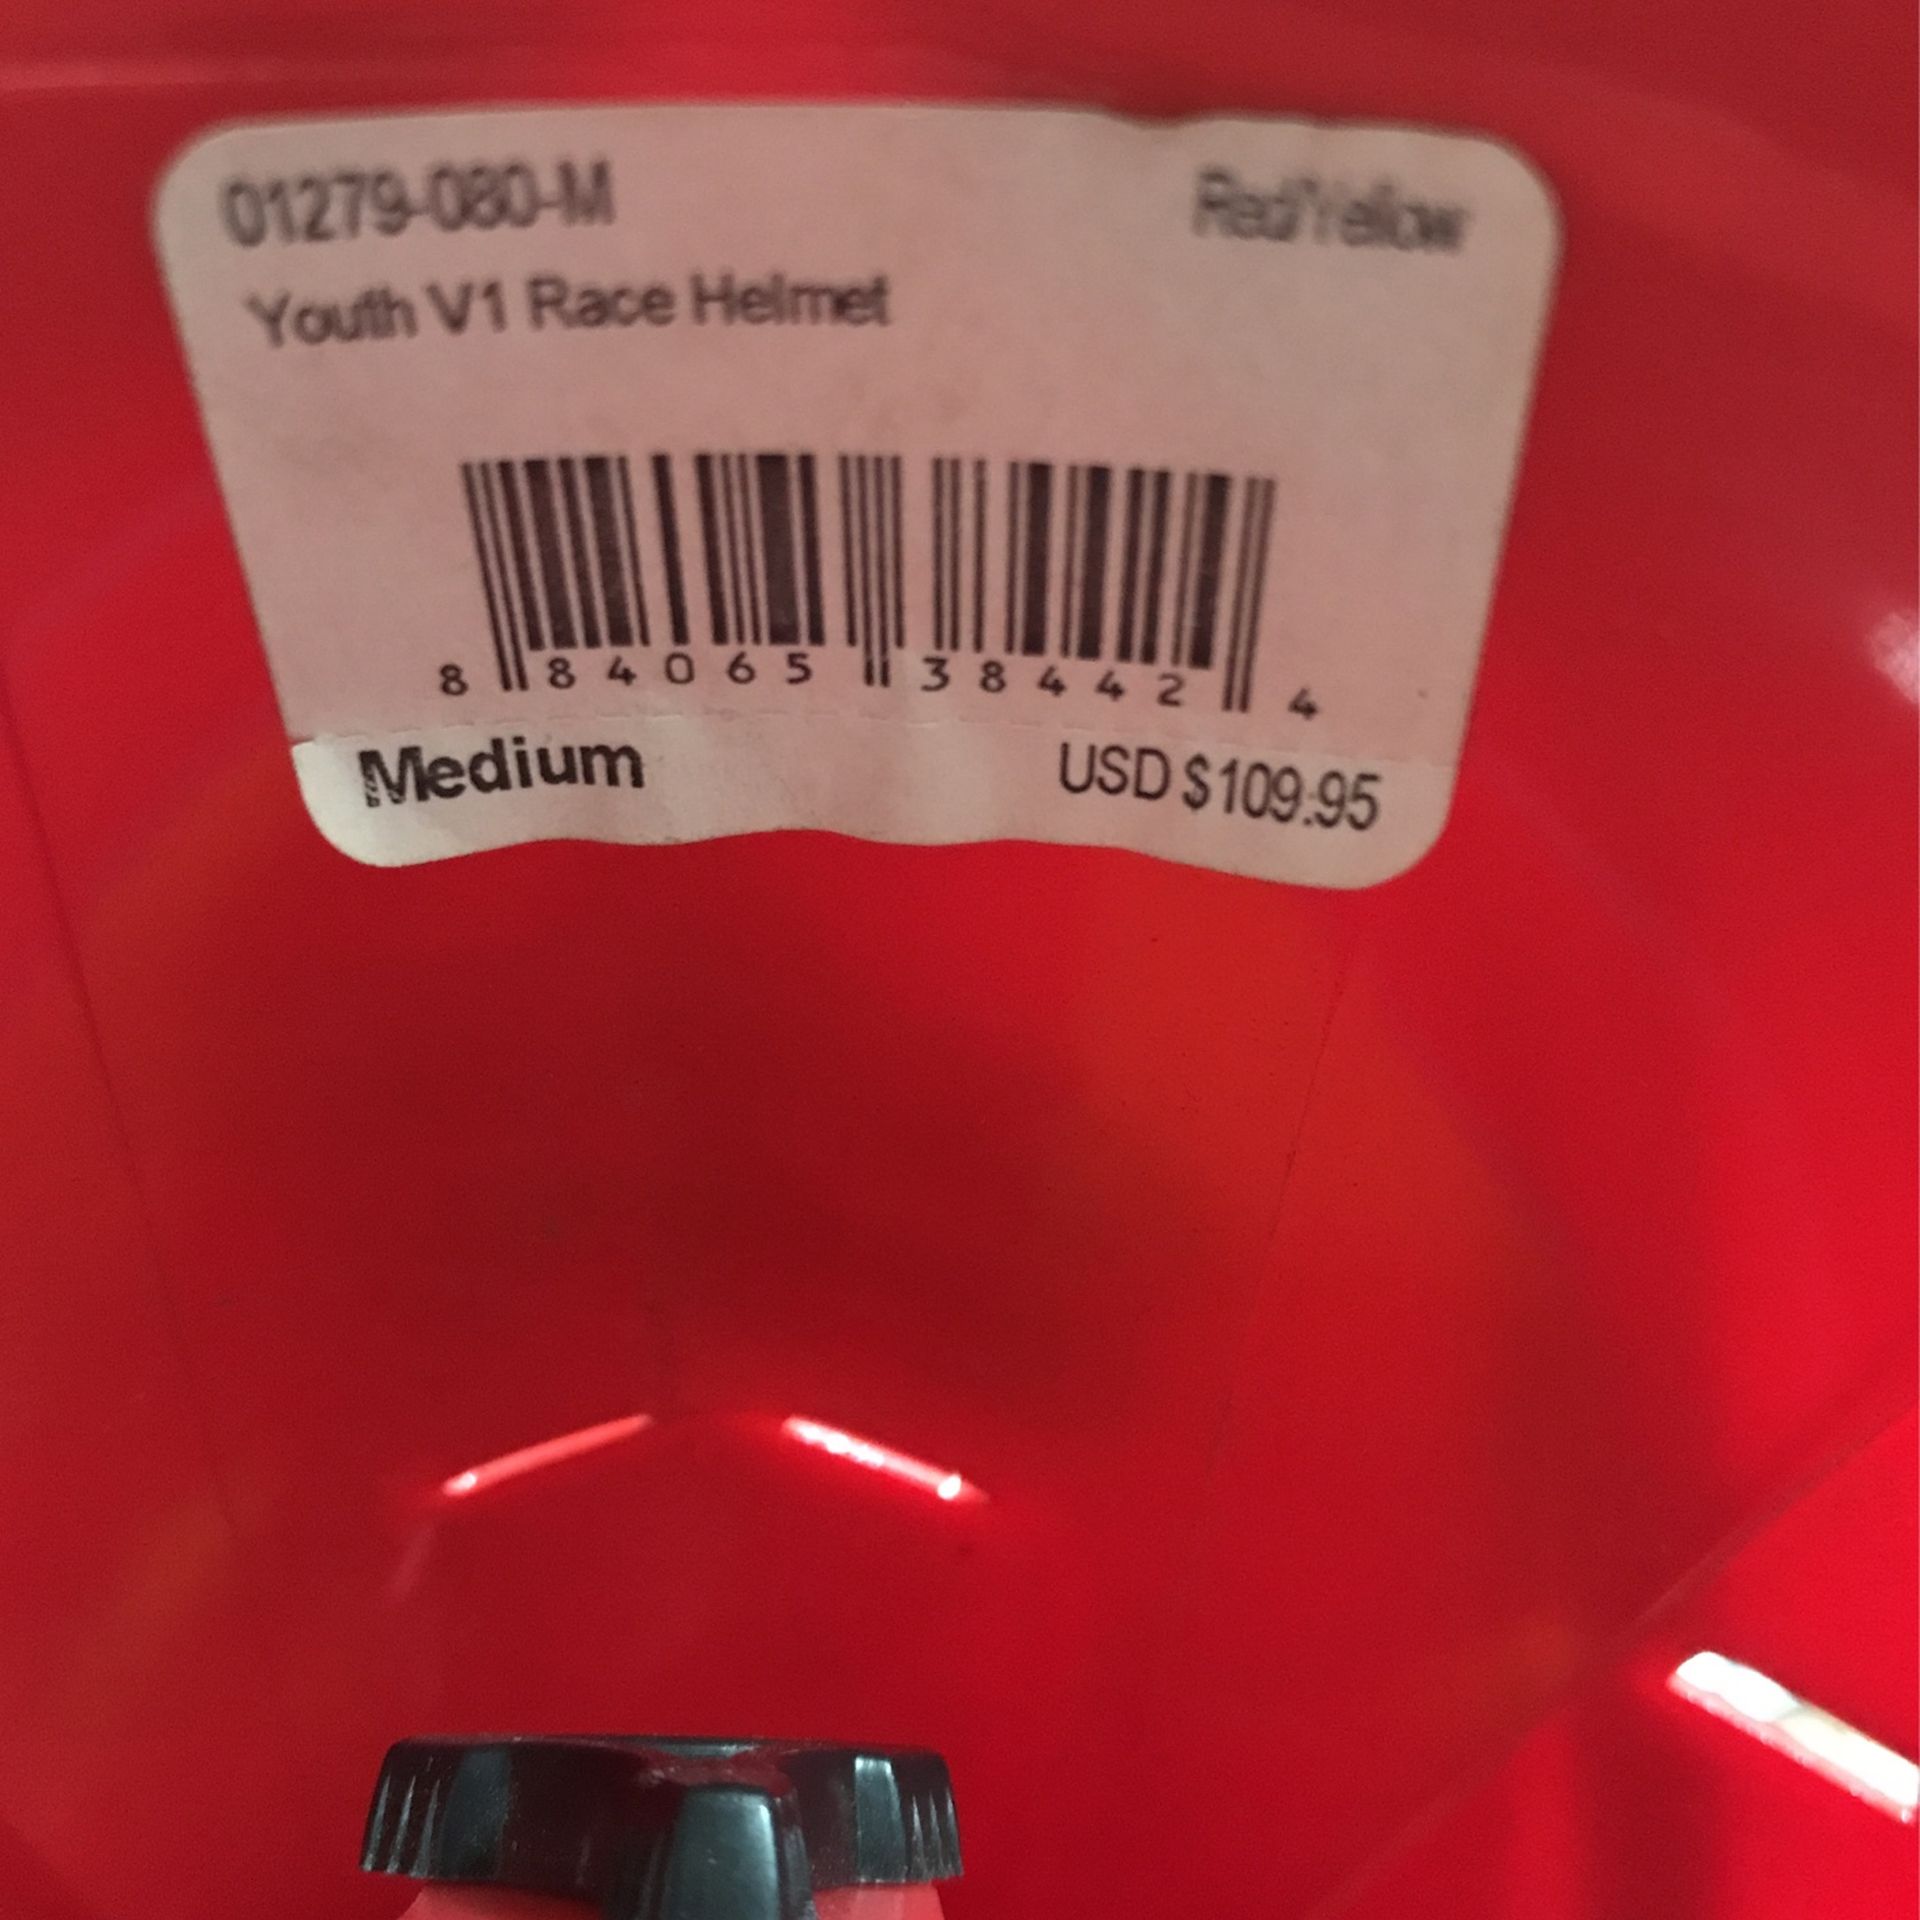 01279-080-M Red/Yellow
Youth V1 Race Helmet
8 84065 38442 4
Medium USD $109.95